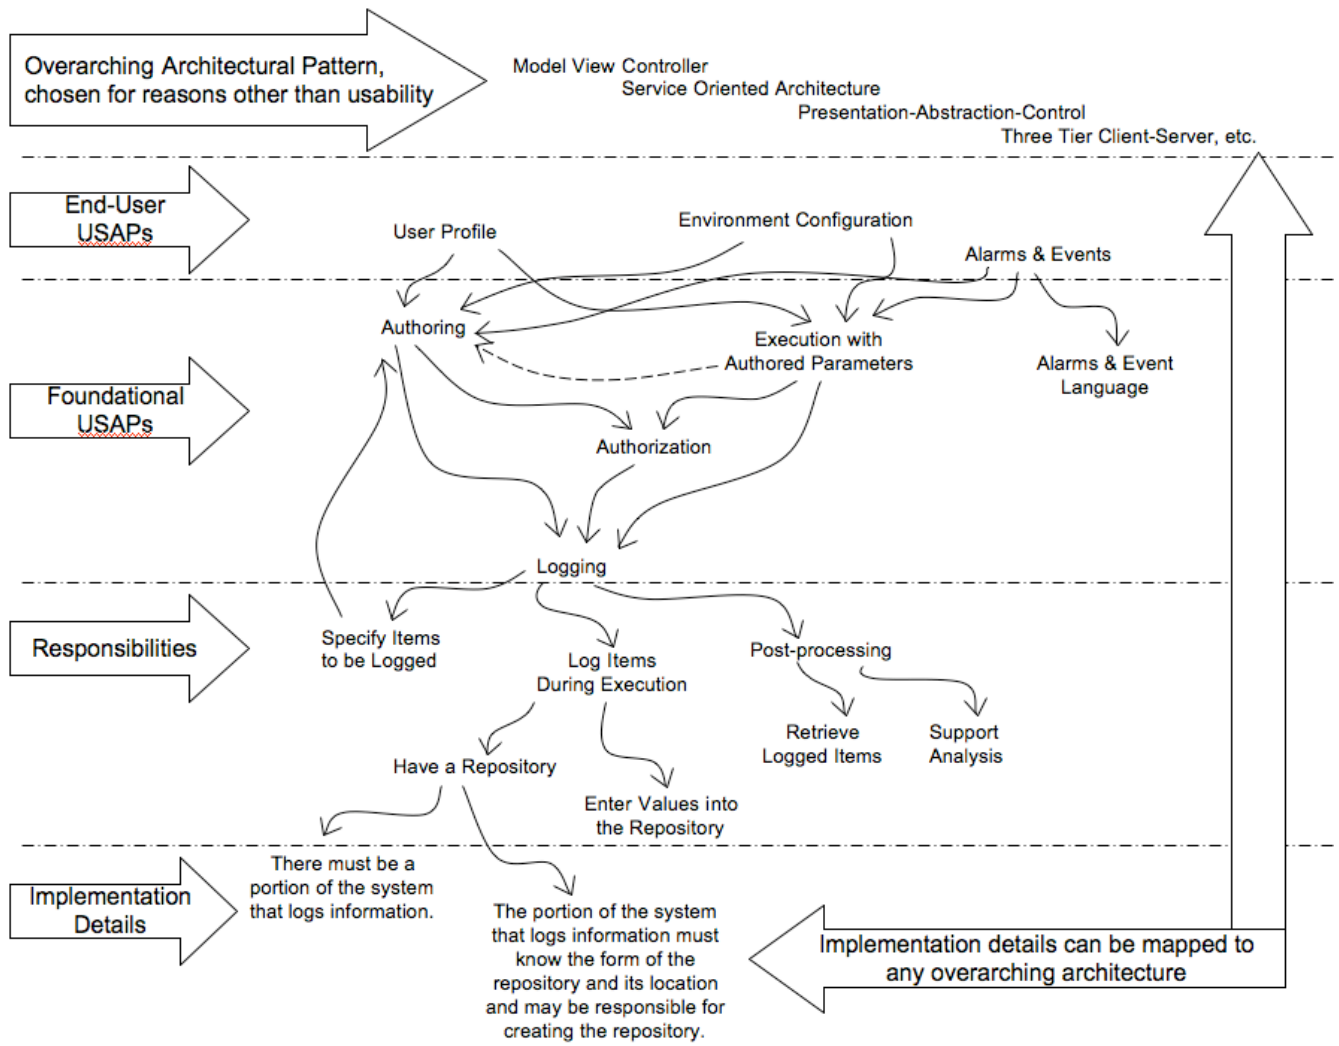 Overarching Architectural Pattern,
chosen for reasons other than usability
Model View Controller
Service Oriented Architecture
Presentation-Abstraction-Control
Three Tier Client-Server, etc.
End-User
USAPs
User Profile
Environment Configuration
Alarms & Events
Authoring
Execution with
Authored Parameters
Alarms & Event
Language
Foundational
USAPs
Authorization
Logging
Responsibilities
Specify Items
to be Logged
Log Items
During Execution
Post-processing
Retrieve
Logged Items
Support
Analysis
Have a Repository
Enter Values into
the Repository
Implementation
Details
There must be a
portion of the system
that logs information.
The portion of the system
that logs information must
know the form of the
repository and its location
and may be responsible for
creating the repository.
Implementation details can be mapped to
any overarching architecture